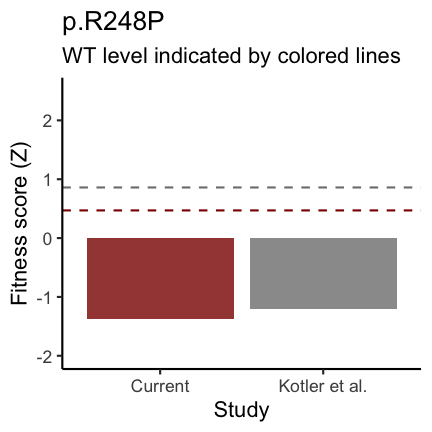 p.R248P
WT level indicated by colored lines
Fitness score (Z)
2
1
0
-1
-2
Current
Kotler et al.
Study